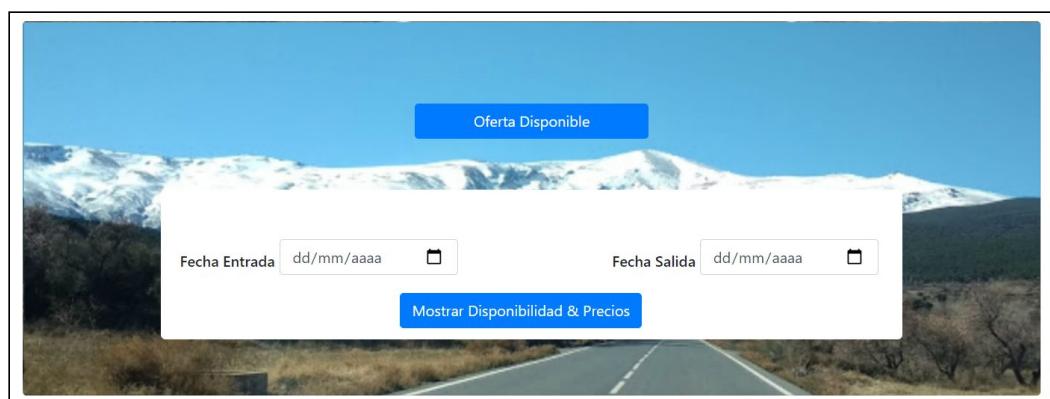 Oferta Disponible
Fecha Entrada dd/mm/aaaa Fecha Salida dd/mm/aaaa
Mostrar Disponibilidad & Precios